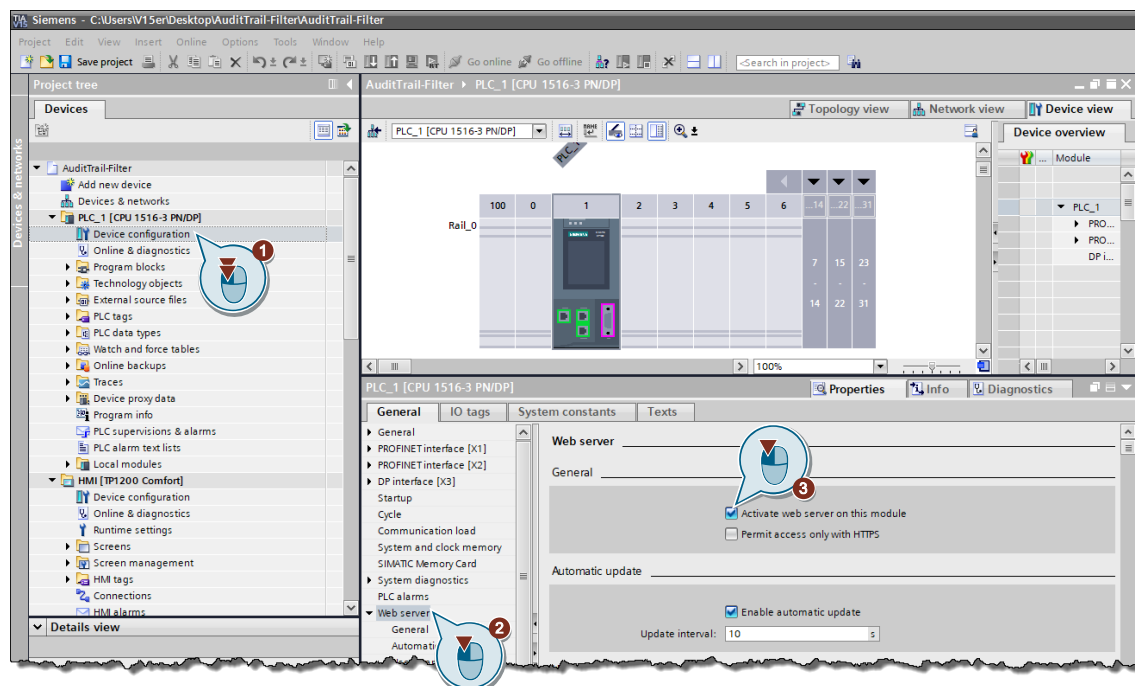 Siemens - C:\Users\V15er\Desktop\AuditTrail-Filter\AuditTrail-Filter
Project Edit View Insert Online Options Tools Window Help
Save project Go online Go offline <Search in project>
Project tree
AuditTrail-Filter ▸ PLC_1 [CPU 1516-3 PN/DP]
Devices
Topology view Network view Device view
PLC_1 [CPU 1516-3 PN/DP]
Device overview
Devices & networks
AuditTrail-Filter
Add new device
Devices & networks
PLC_1 [CPU 1516-3 PN/DP]
Device configuration
Online & diagnostics
Program blocks
Technology objects
External source files
PLC tags
PLC data types
Watch and force tables
Online backups
Traces
Device proxy data
Program info
PLC supervisions & alarms
PLC alarm text lists
Local modules
HMI [TP1200 Comfort]
Device configuration
Online & diagnostics
Runtime settings
Screens
Screen management
HMI tags
Connections
HMI alarms
Details view
1
PLC_1
100 0 1 2 3 4 5 6 ...14 ...22 ...31
Rail_0
SIEMENS
7 15 23
- - -
14 22 31
100%
... Module
PLC_1
PRO...
PRO...
DP i...
PLC_1 [CPU 1516-3 PN/DP]
Properties Info Diagnostics
General IO tags System constants Texts
General
PROFINET interface [X1]
PROFINET interface [X2]
DP interface [X3]
Startup
Cycle
Communication load
System and clock memory
SIMATIC Memory Card
System diagnostics
PLC alarms
Web server
General
Automati
2
Web server
General
3
Activate web server on this module
Permit access only with HTTPS
Automatic update
Enable automatic update
Update interval: 10 s